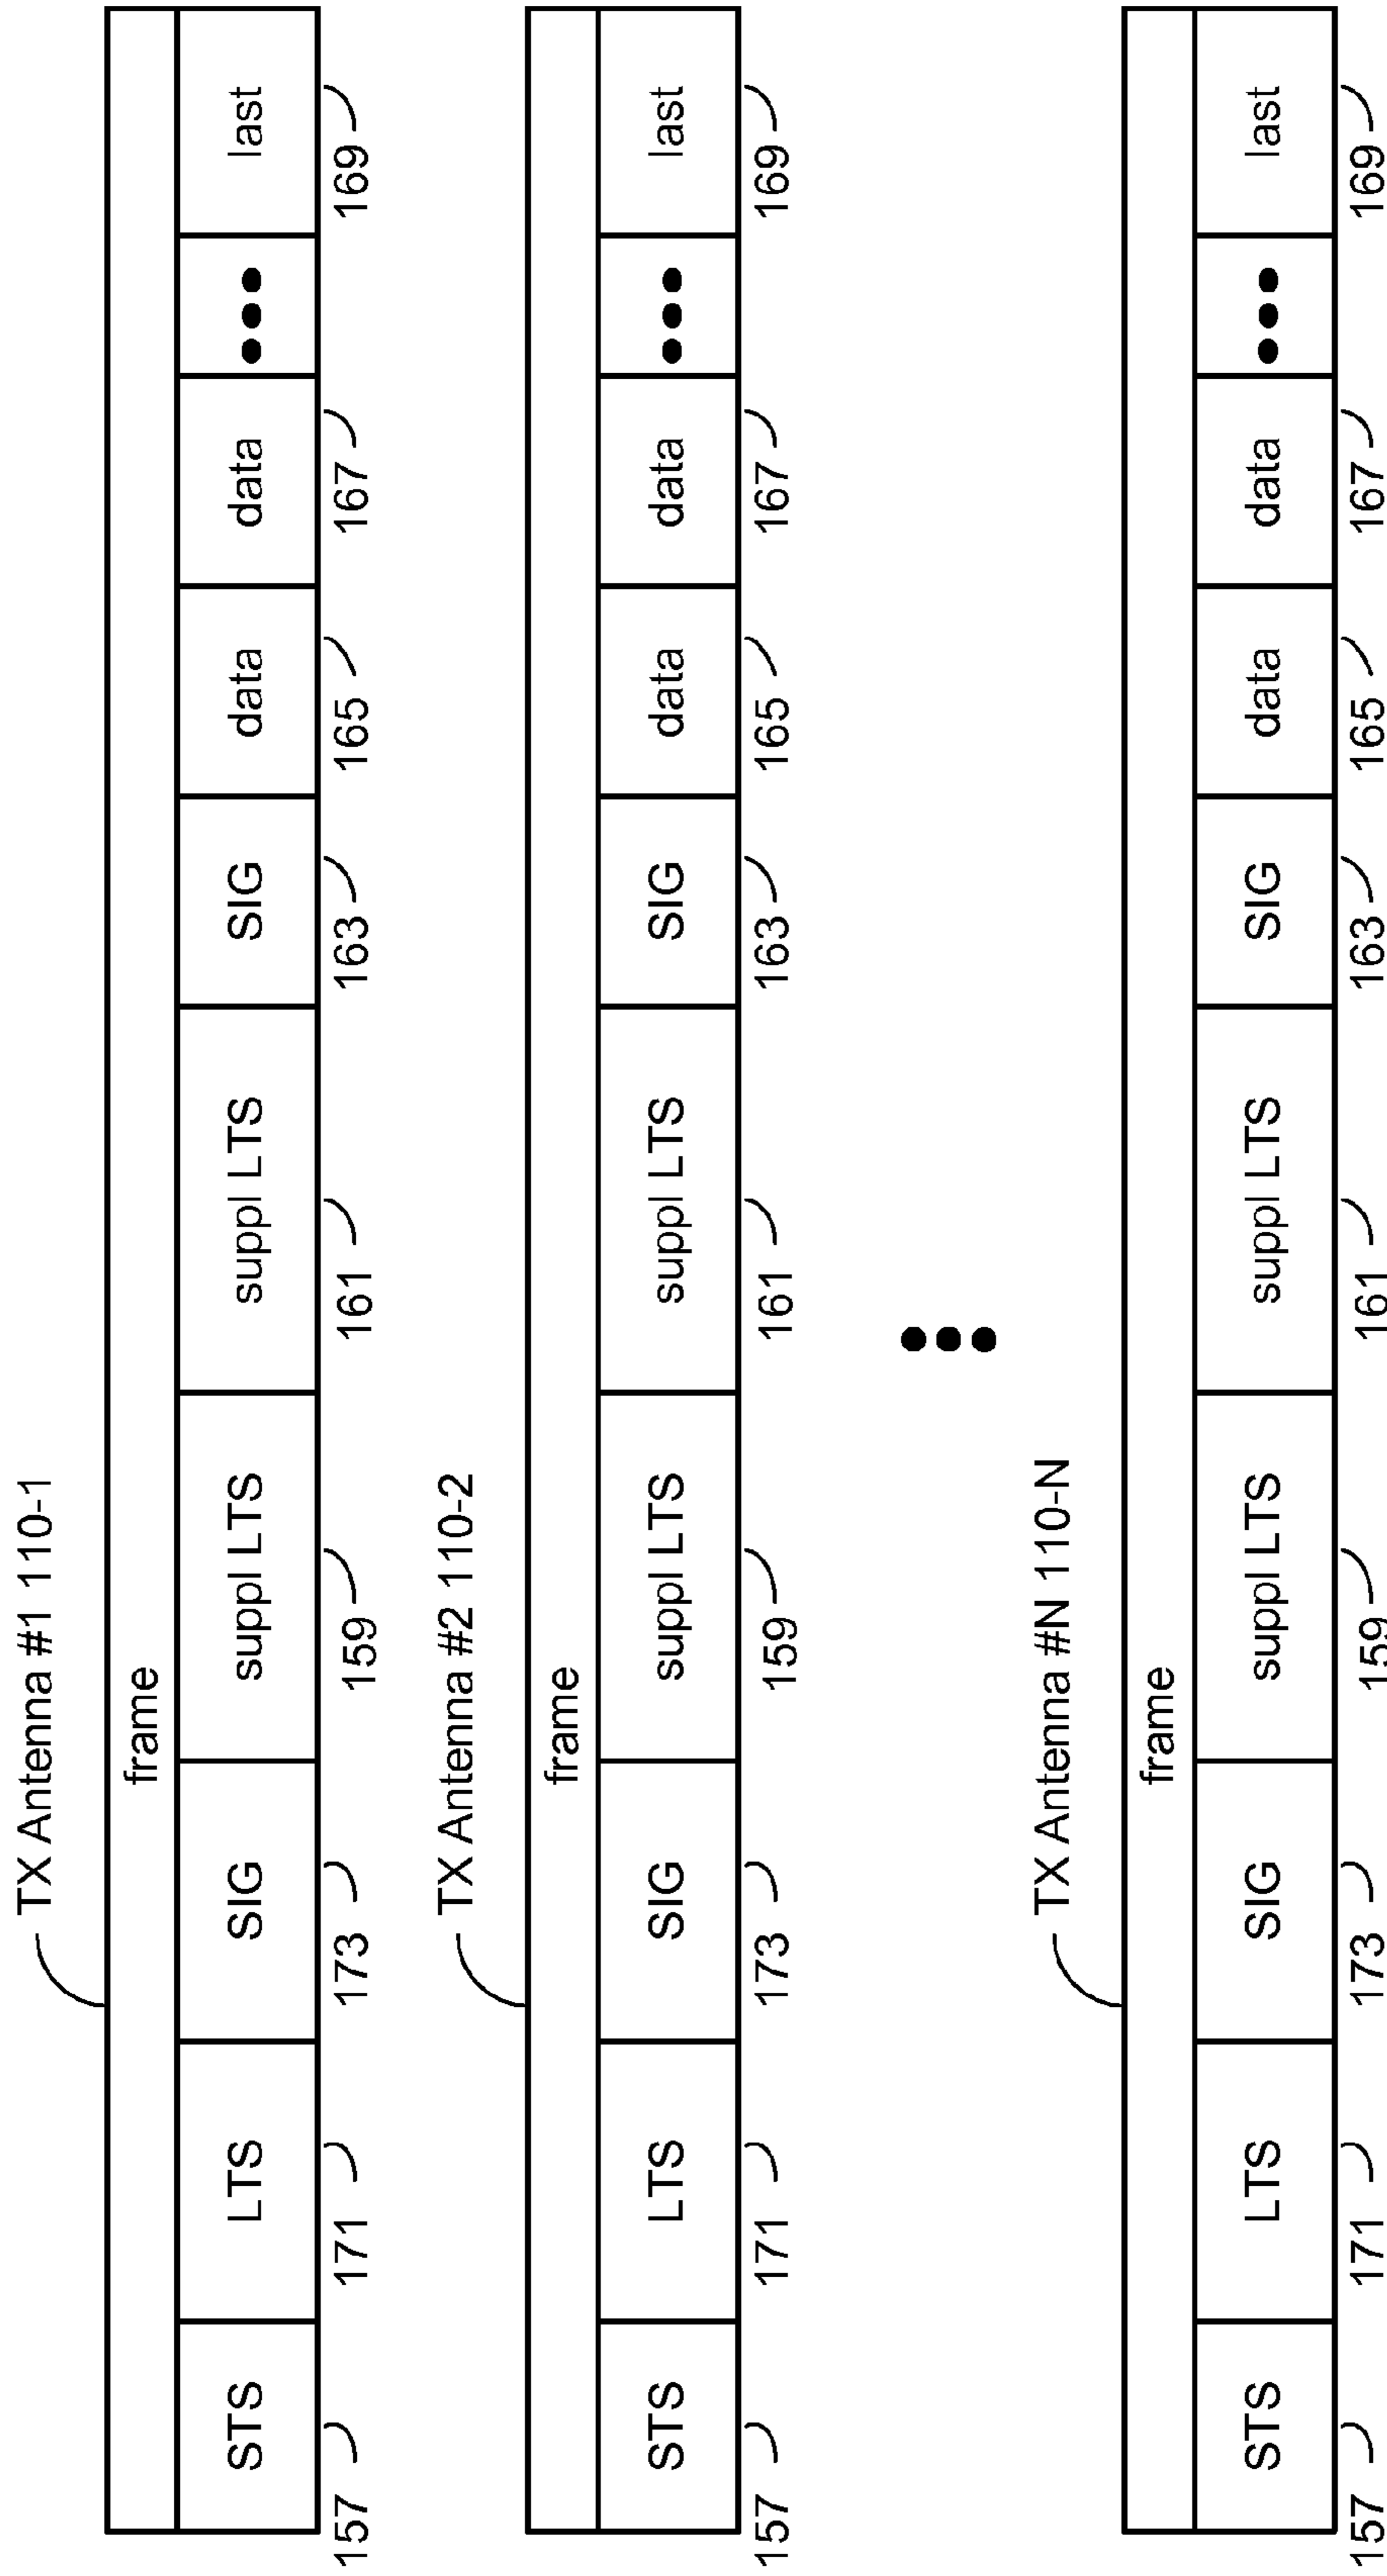 TX Antenna #1 110-1
frame
STS LTS SIG suppl LTS suppl LTS SIG data data ••• last
157 171 173 159 161 163 165 167 169
TX Antenna #2 110-2
frame
STS LTS SIG suppl LTS suppl LTS SIG data data ••• last
157 171 173 159 161 163 165 167 169
•••
TX Antenna #N 110-N
frame
STS LTS SIG suppl LTS suppl LTS SIG data data ••• last
157 171 173 159 161 163 165 167 169